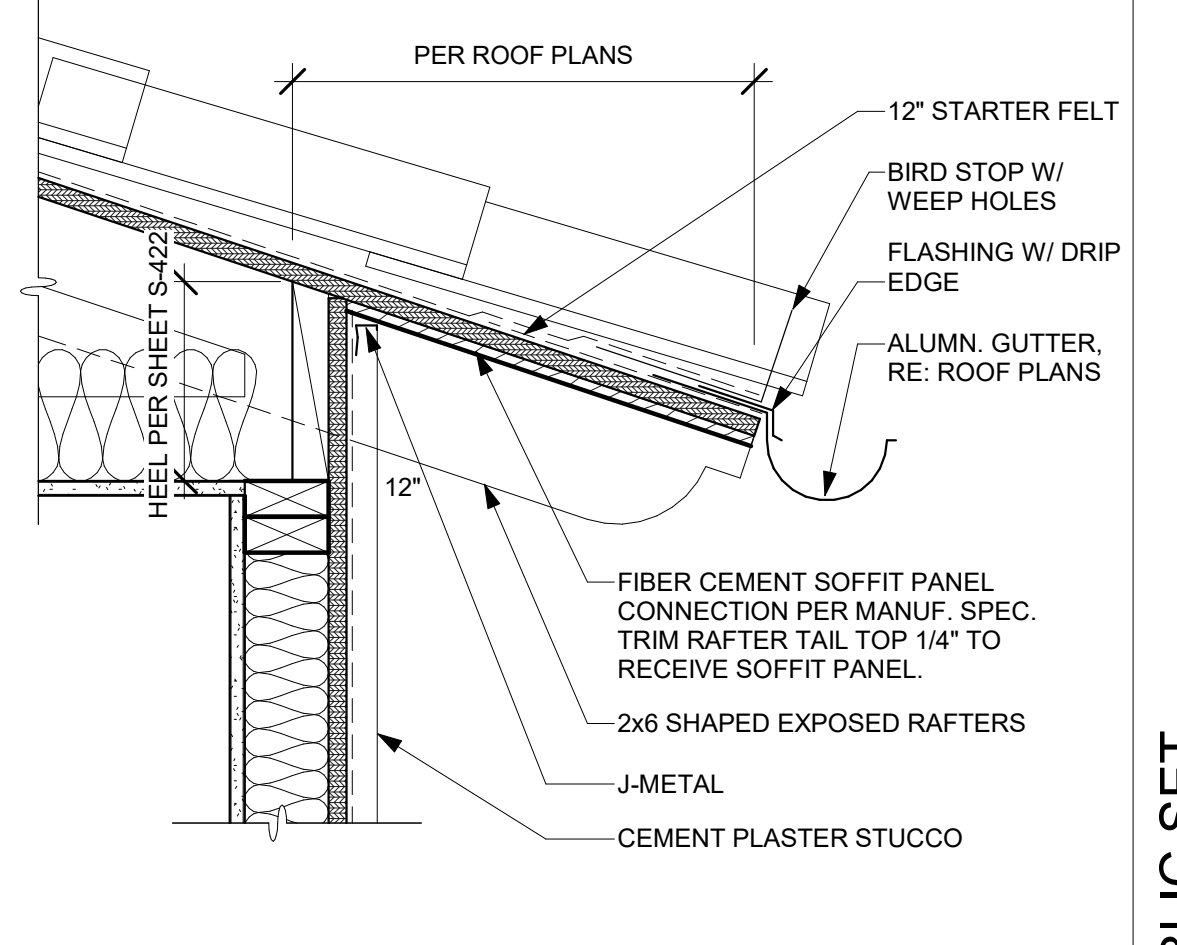 PER ROOF PLANS
12" STARTER FELT
BIRD STOP W/
WEEP HOLES
FLASHING W/ DRIP
EDGE
ALUMN. GUTTER,
RE: ROOF PLANS
HEEL PER SHEET S-422
12"
FIBER CEMENT SOFFIT PANEL
CONNECTION PER MANUF. SPEC.
TRIM RAFTER TAIL TOP 1/4" TO
RECEIVE SOFFIT PANEL.
2x6 SHAPED EXPOSED RAFTERS
J-METAL
CEMENT PLASTER STUCCO